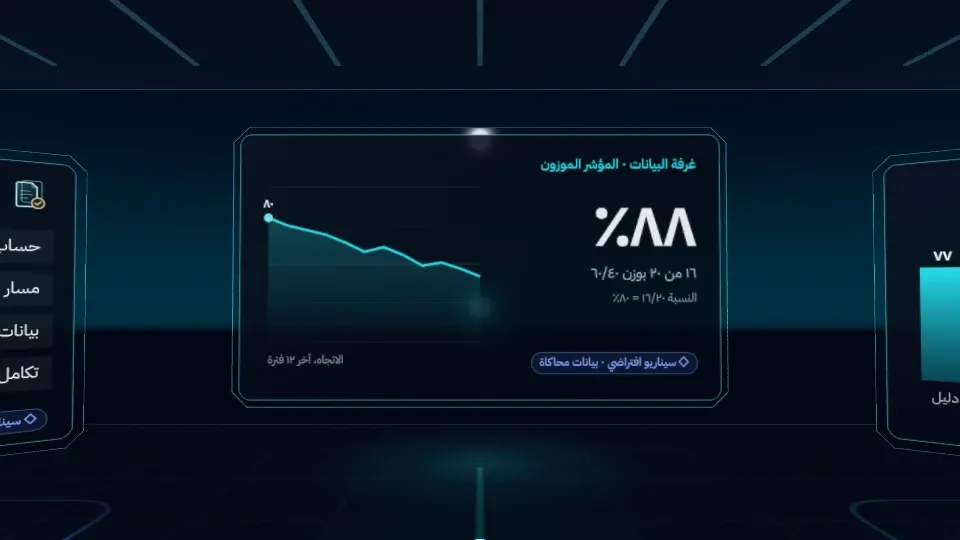 غرفة البيانات · المؤشر الموزون
٨٨٪
١٦ من ٢٠ بوزن ٦٠/٤٠
النسبة ١٦/٢٠ = ٨٠٪
سيناريو افتراضي · بيانات محاكاة
٨٠
الاتجاه، آخر ١٢ فترة
٧٧
دليل
حساب
مسار
بيانات
تكامل